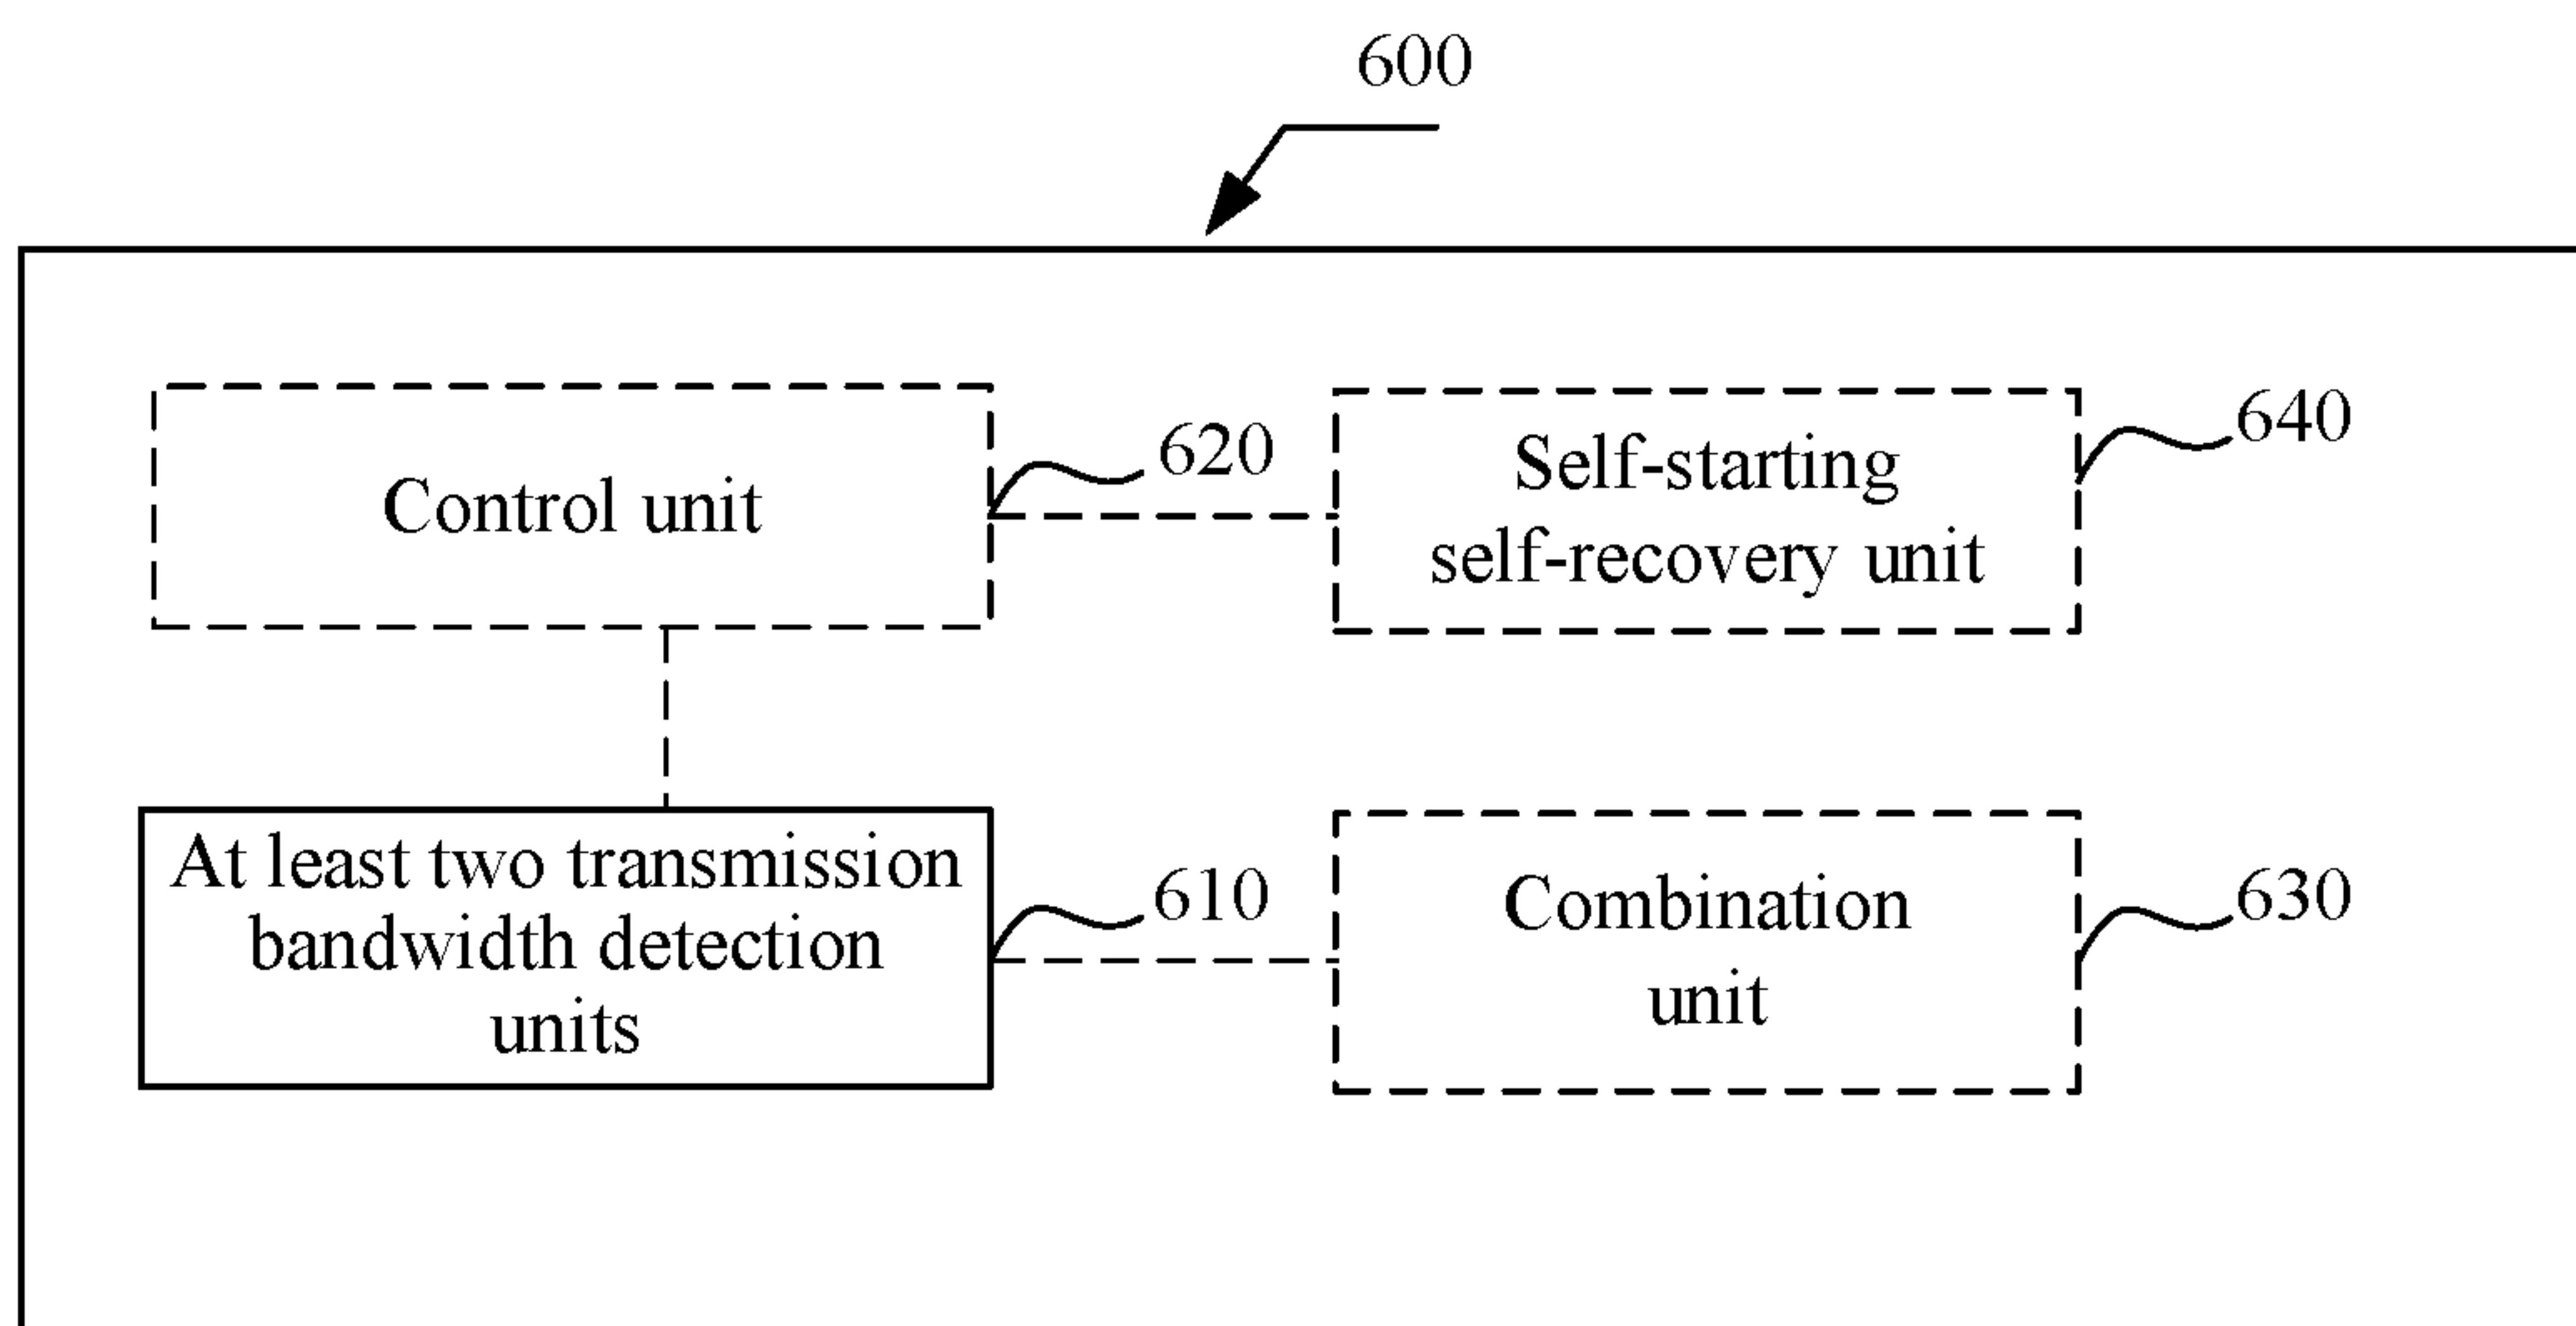 600
Control unit
620
Self-starting
self-recovery unit
640
At least two transmission
bandwidth detection
units
610
Combination
unit
630